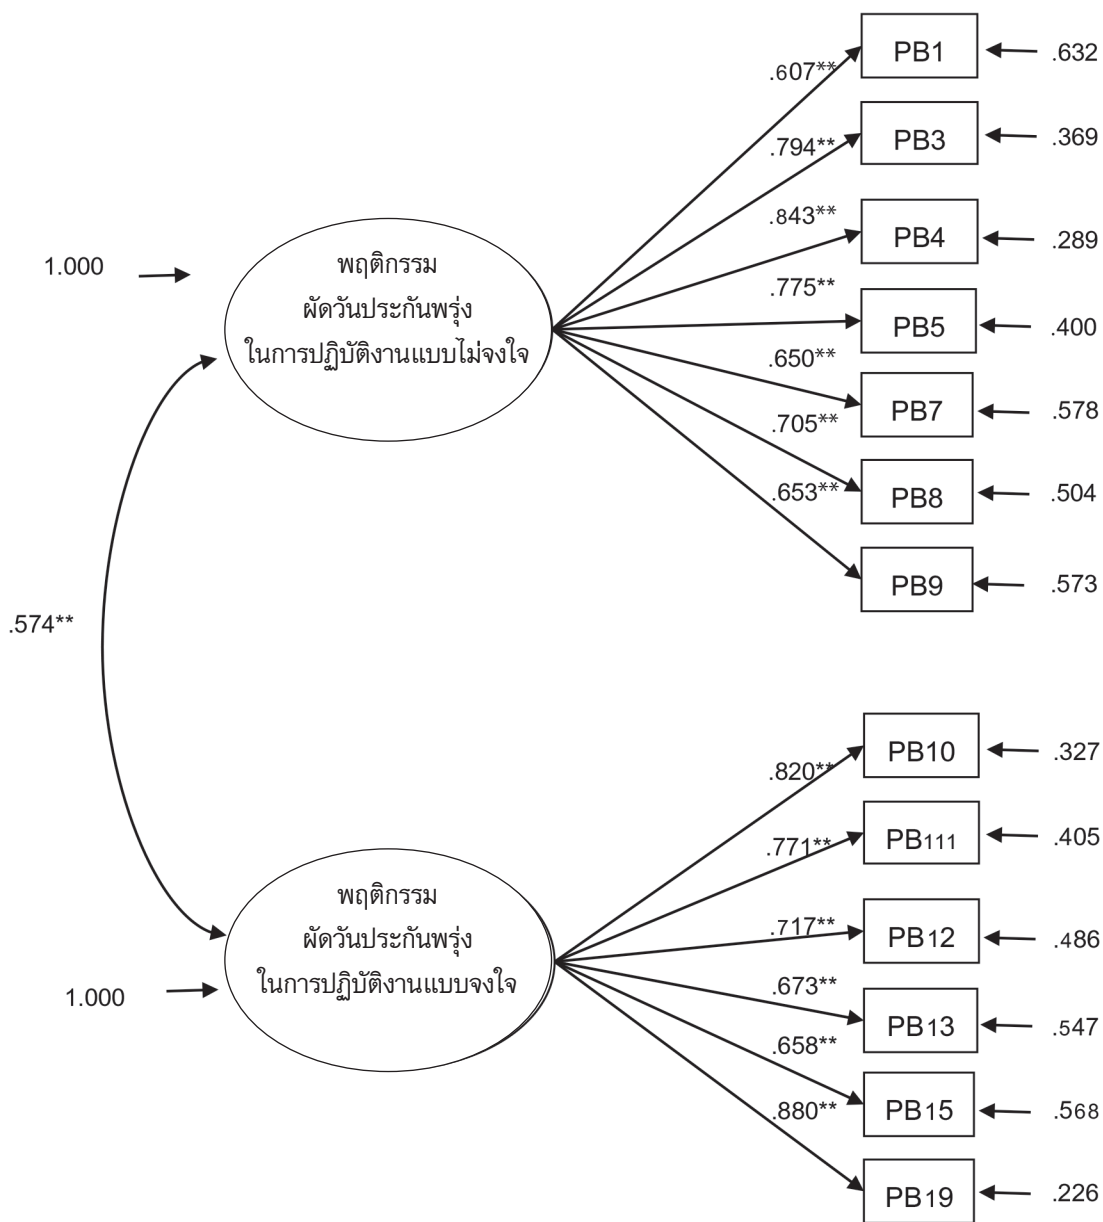 .607** PB1 .632
.794** PB3 .369
.843** PB4 .289
1.000
พฤติกรรม
ผัดวันประกันพรุ่ง
ในการปฏิบัติงานแบบไม่จงใจ
.775** PB5 .400
.650** PB7 .578
.705** PB8 .504
.653** PB9 .573
.574**
.820** PB10 .327
.771** PB111 .405
พฤติกรรม
ผัดวันประกันพรุ่ง
ในการปฏิบัติงานแบบจงใจ
1.000
.717** PB12 .486
.673** PB13 .547
.658** PB15 .568
.880** PB19 .226